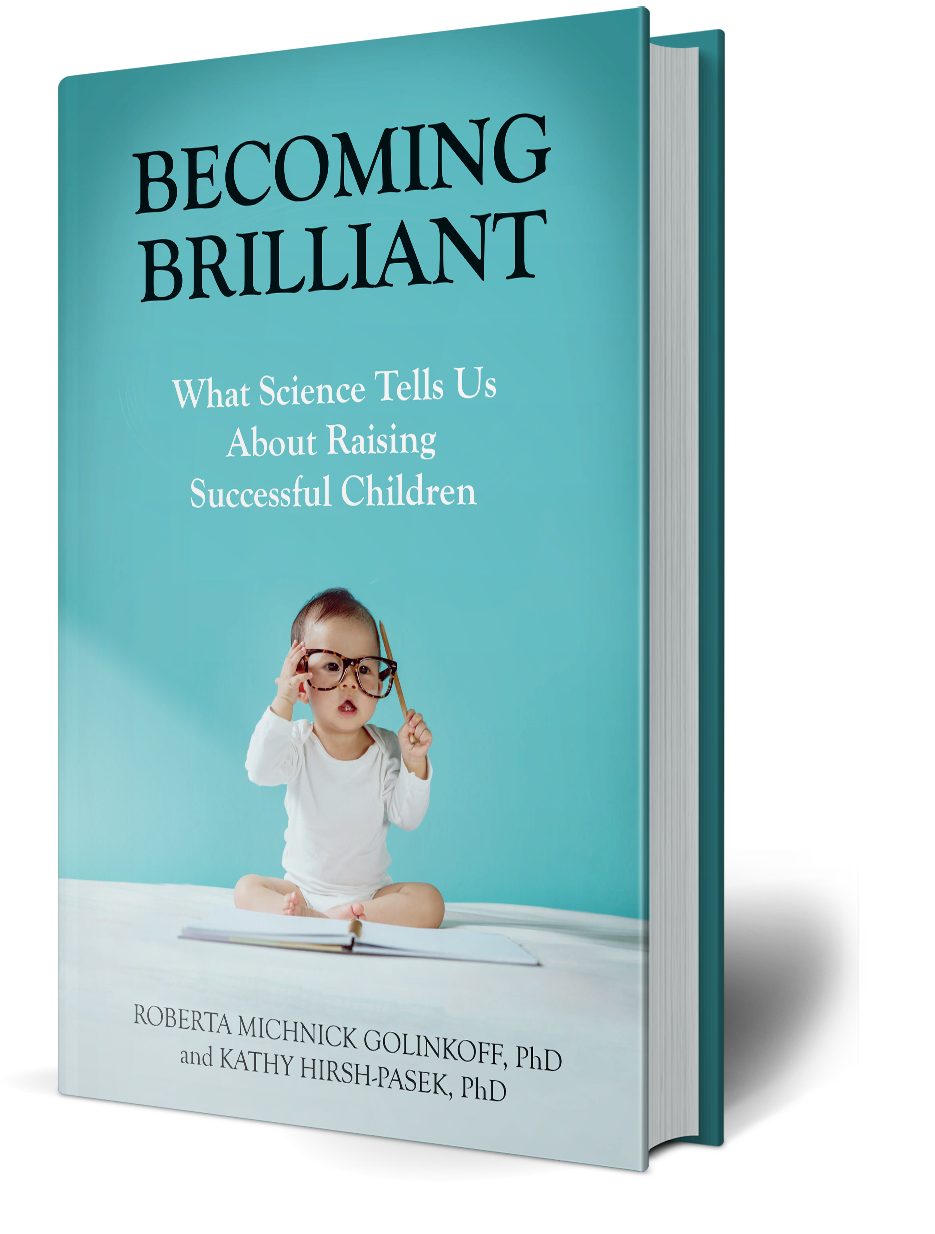 BECOMING
BRILLIANT
What Science Tells Us
About Raising
Successful Children
ROBERTA MICHNICK GOLINKOFF, PhD
and KATHY HIRSH-PASEK, PhD